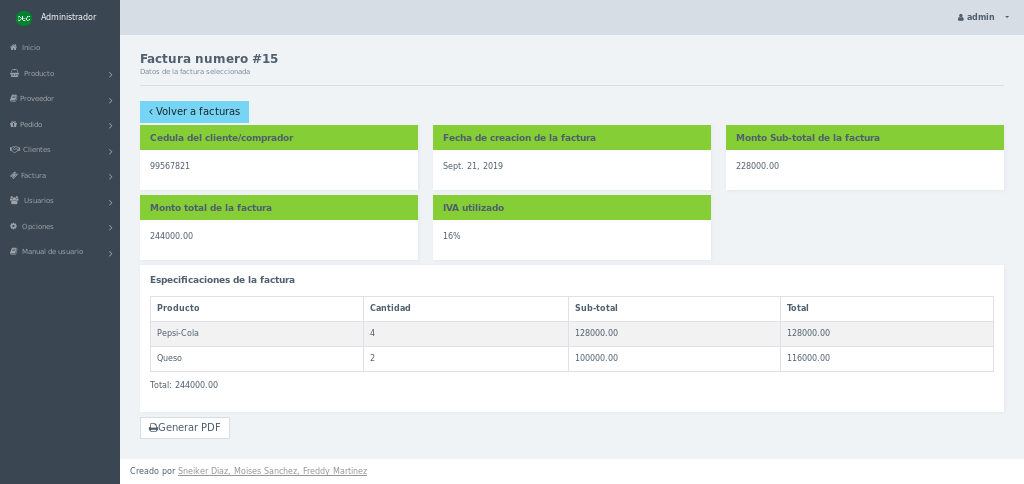 DEC Administrador
admin
Inicio
Producto
Proveedor
Pedido
Clientes
Factura
Usuarios
Opciones
Manual de usuario
Factura numero #15
Datos de la factura seleccionada
Volver a facturas
Cedula del cliente/comprador
99567821
Fecha de creacion de la factura
Sept. 21, 2019
Monto Sub-total de la factura
228000.00
Monto total de la factura
244000.00
IVA utilizado
16%
Especificaciones de la factura
Producto Cantidad Sub-total Total
Pepsi-Cola 4 128000.00 128000.00
Queso 2 100000.00 116000.00
Total: 244000.00
Generar PDF
Creado por Sneiker Diaz, Moises Sanchez, Freddy Martinez